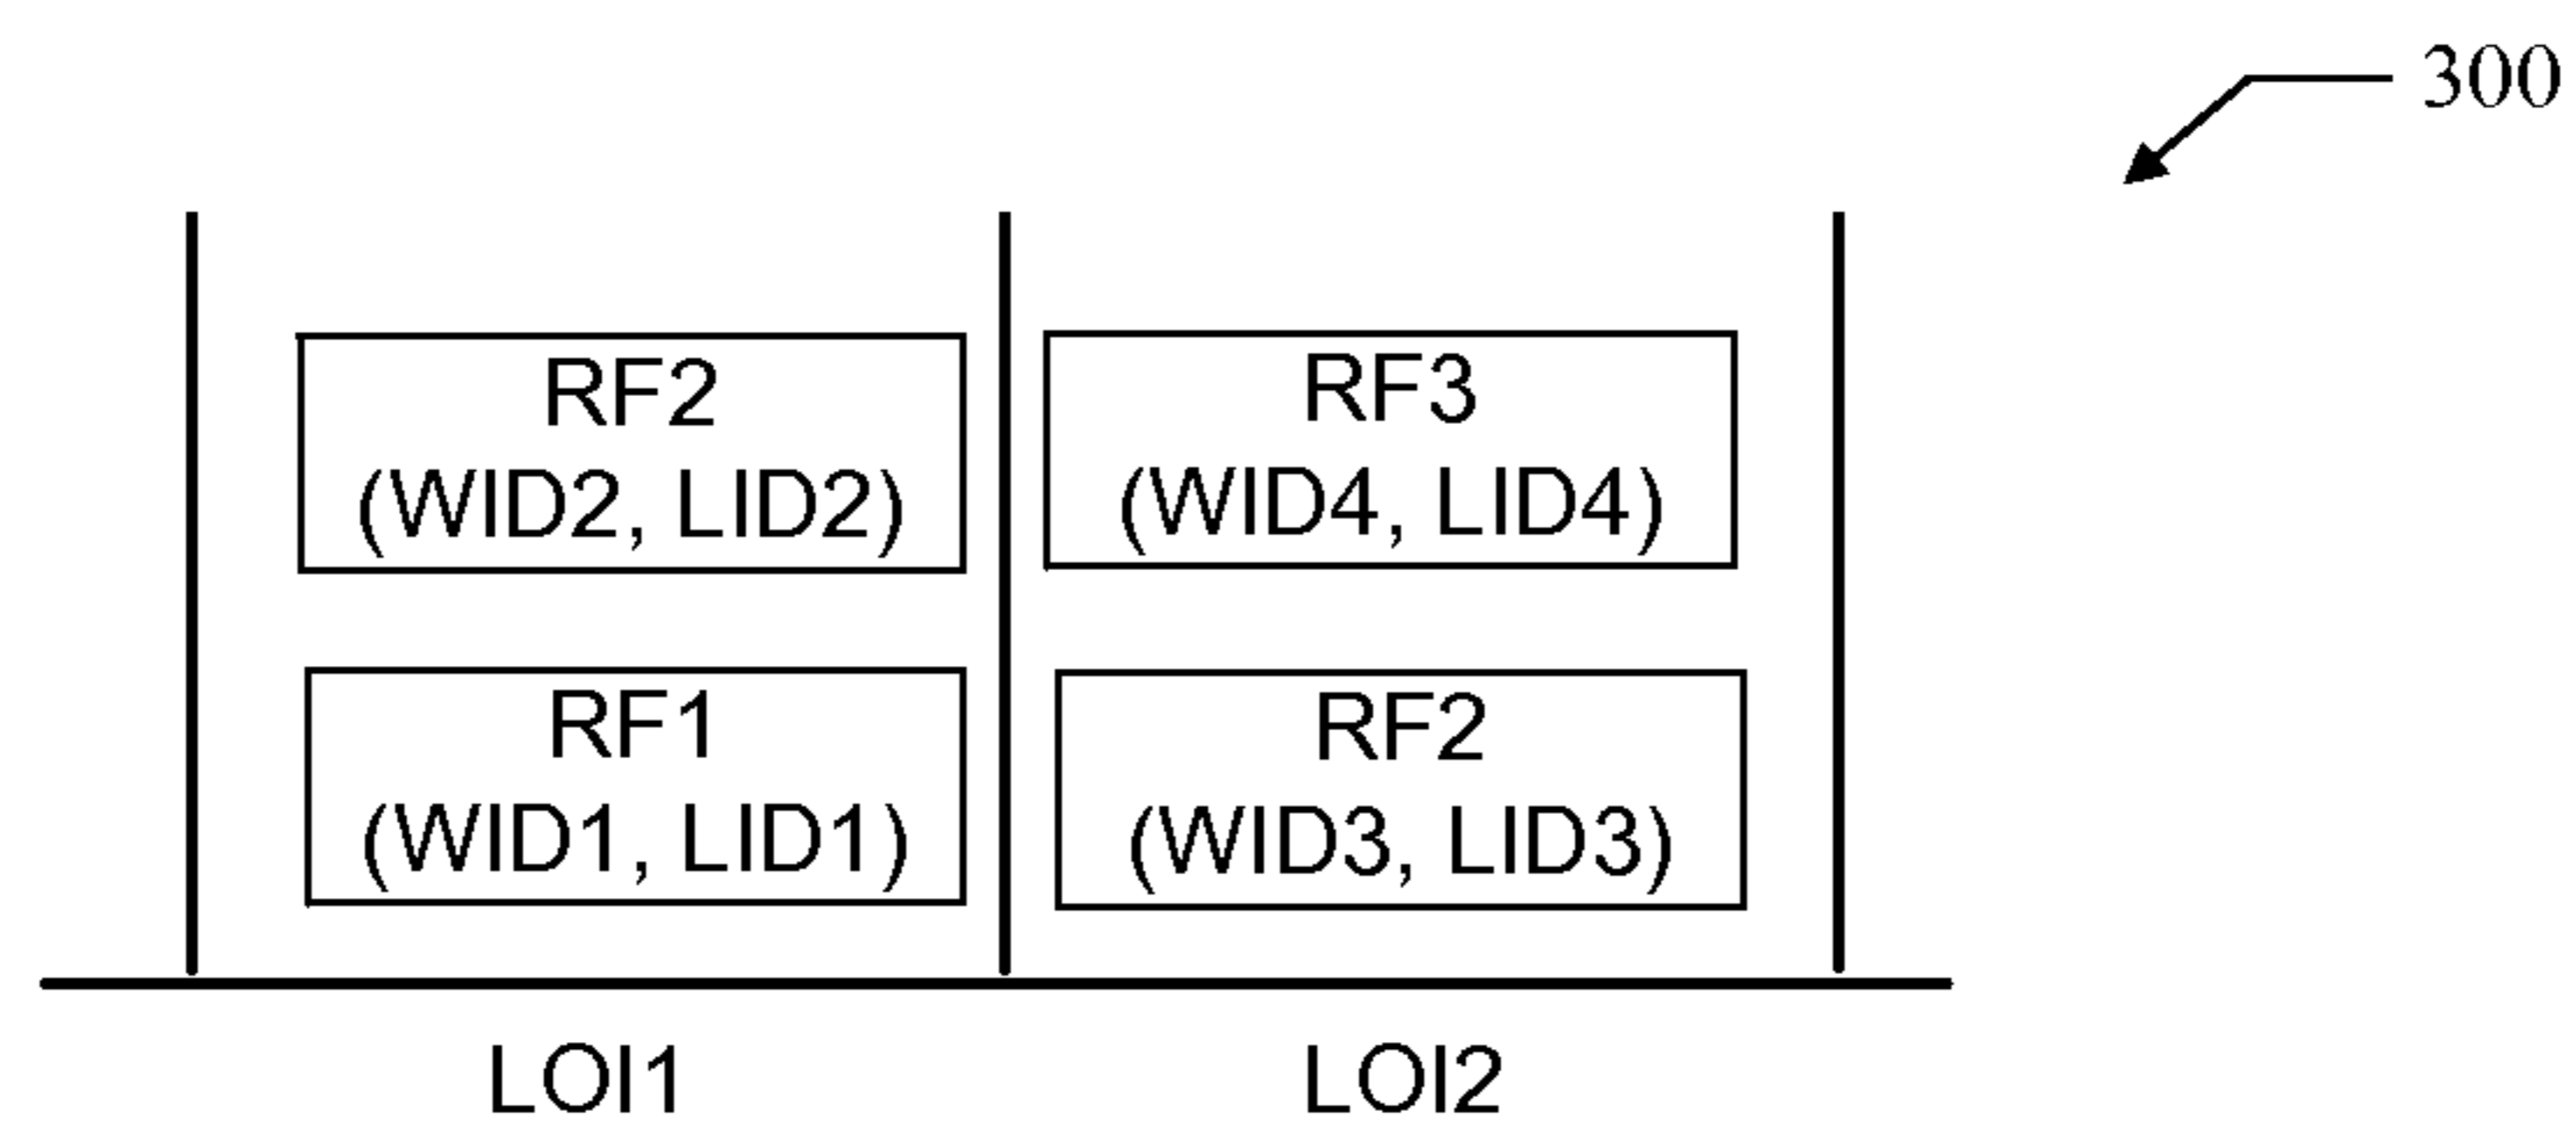 300
RF2
(WID2, LID2)
RF3
(WID4, LID4)
RF1
(WID1, LID1)
RF2
(WID3, LID3)
LOI1
LOI2